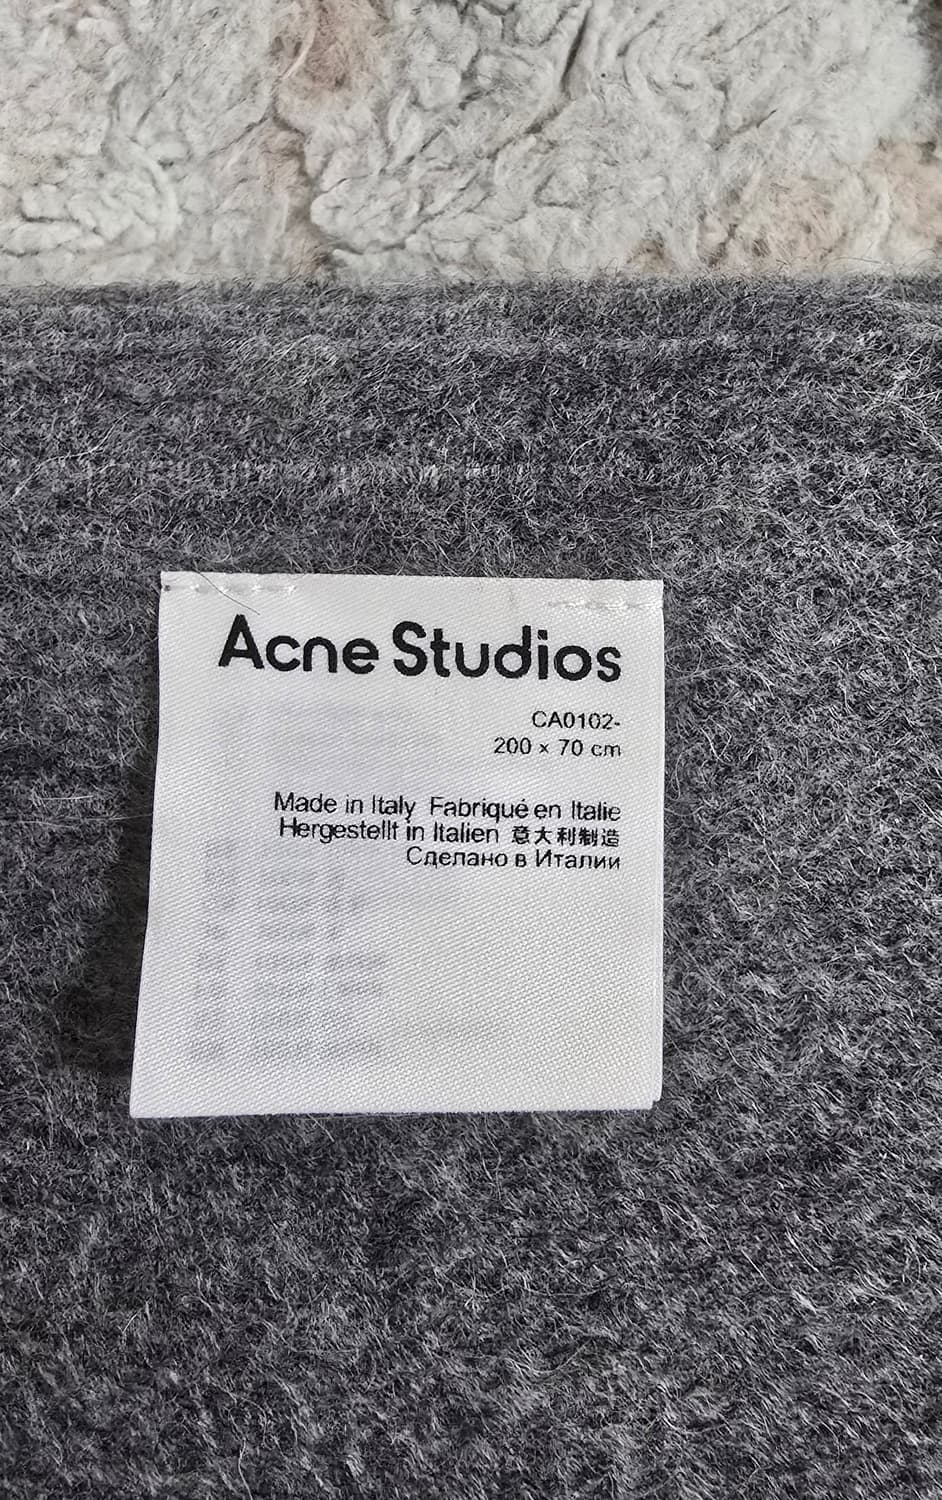 Acne Studios
CA0102-
200 × 70 cm
Made in Italy Fabriqué en Italie
Hergestellt in Italien 意大利制造
Сделано в Италии